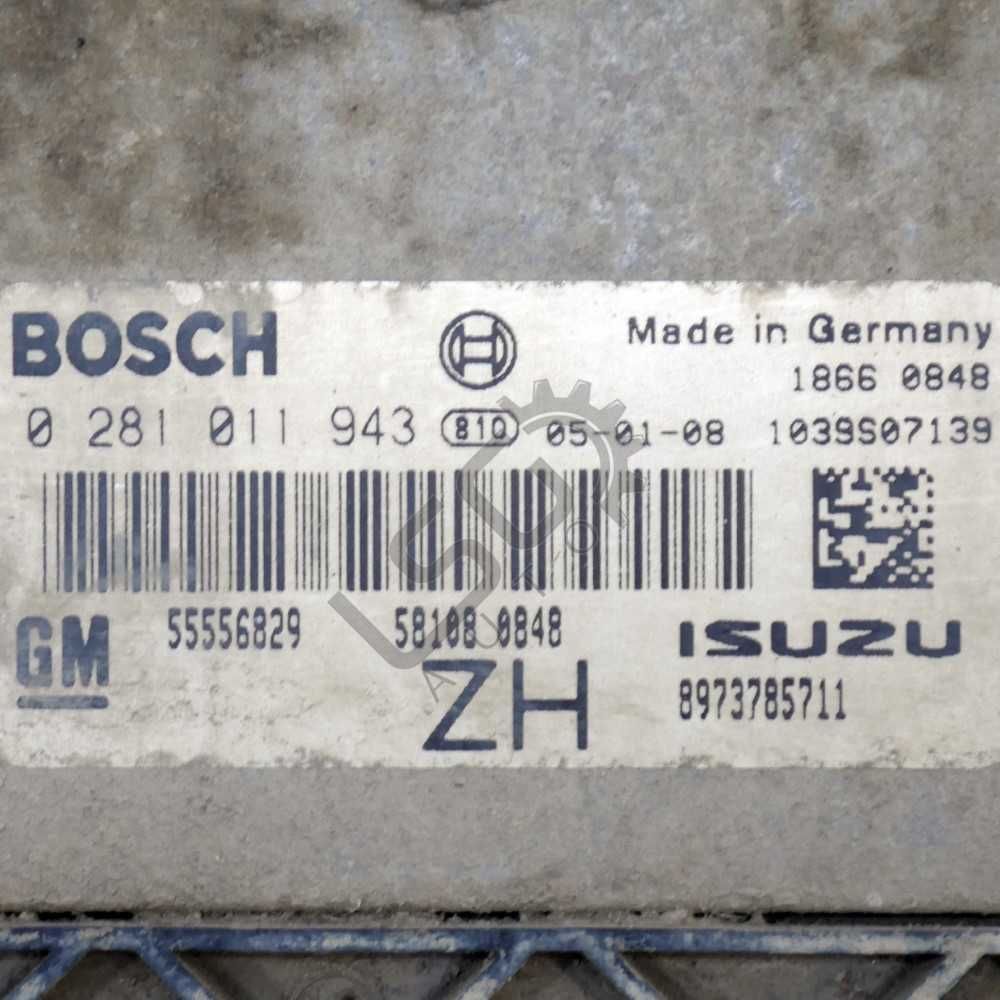 BOSCH
Made in Germany
1866 0848
0 281 011 943 810 05-01-08 1039S07139
GM 55556829 58108 0848 ISUZU
ZH 8973785711